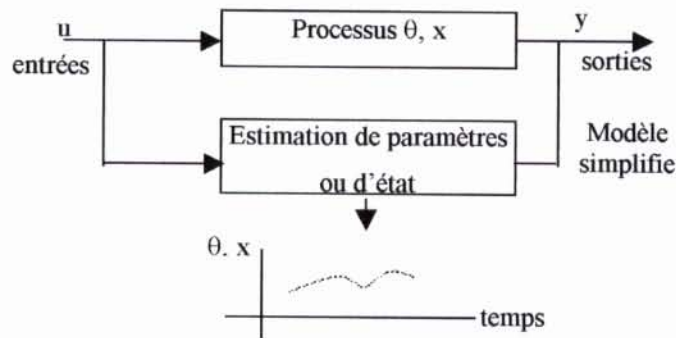 u
entrées
Processus θ, x
y
sorties
Estimation de paramètres
ou d'état
Modèle
simplifie
θ. x
temps